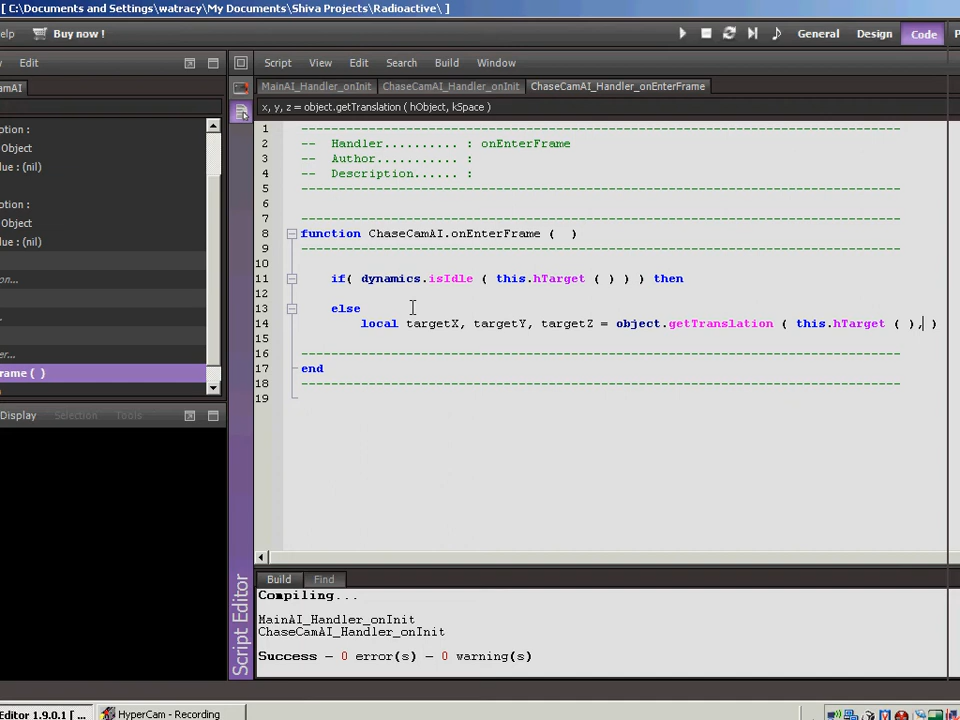 [ C:\Documents and Settings\watracy\My Documents\Shiva Projects\Radioactive\ ]
elp Buy now ! General Design Code P
Edit Script View Edit Search Build Window
amAI MainAI_Handler_onInit ChaseCamAI_Handler_onInit ChaseCamAI_Handler_onEnterFrame
x, y, z = object.getTranslation ( hObject, kSpace )
ption :
Object
lue : (nil)
ption :
Object
lue : (nil)
on...
er...
rame ( )
Display Selection Tools
1 --------------------------------------------------------------------------------
2 -- Handler.......... : onEnterFrame
3 -- Author........... :
4 -- Description...... :
5 --------------------------------------------------------------------------------
6
7 --------------------------------------------------------------------------------
8 function ChaseCamAI.onEnterFrame ( )
9 --------------------------------------------------------------------------------
10
11 if( dynamics.isIdle ( this.hTarget ( ) ) ) then
12
13 else
14 local targetX, targetY, targetZ = object.getTranslation ( this.hTarget ( ), )
15
16 --------------------------------------------------------------------------------
17 end
18 --------------------------------------------------------------------------------
19
Script Editor
Build Find
Compiling...
MainAI_Handler_onInit
ChaseCamAI_Handler_onInit
Success - 0 error(s) - 0 warning(s)
Editor 1.9.0.1 [ ... HyperCam - Recording